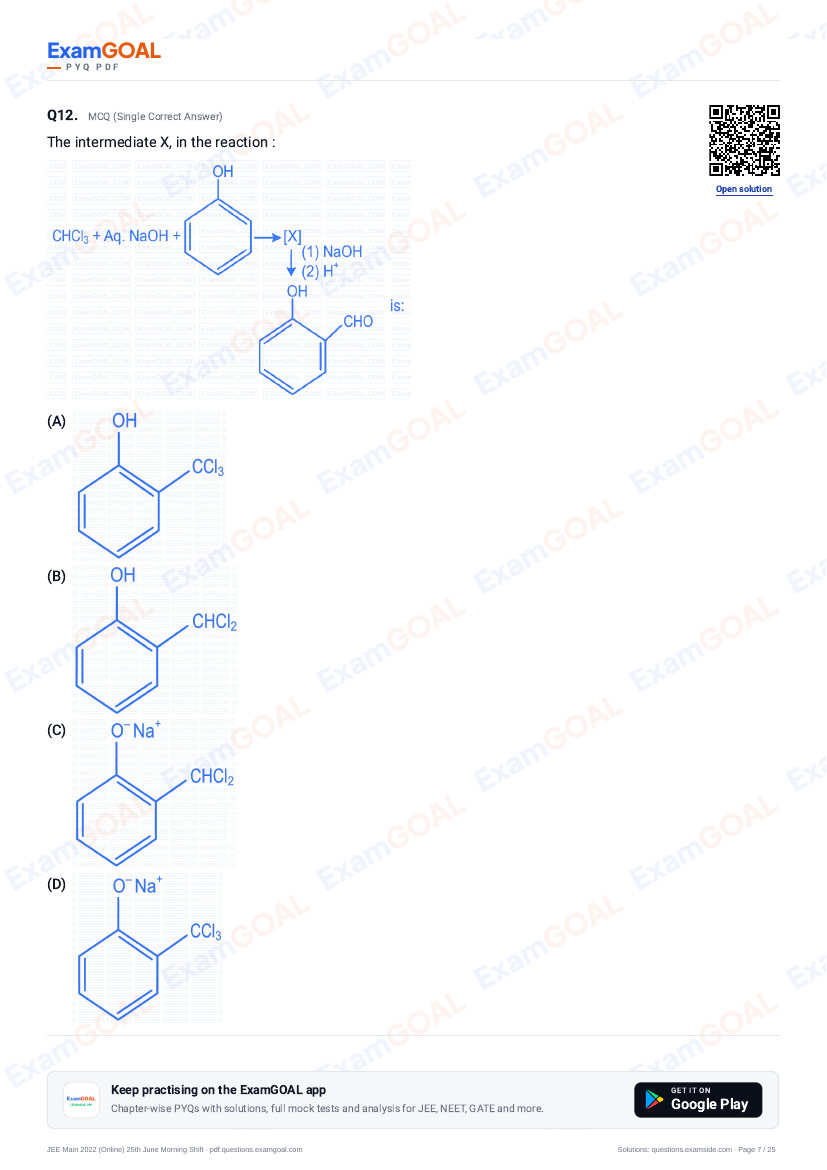 ExamGOAL
PYQ PDF
Q12. MCQ (Single Correct Answer)
The intermediate X, in the reaction :
Open solution
OH
CHCl3 + Aq. NaOH +
[X]
(1) NaOH
(2) H+
OH
CHO
is:
(A)
OH
CCl3
(B)
OH
CHCl2
(C)
O− Na+
CHCl2
(D)
O− Na+
CCl3
Keep practising on the ExamGOAL app
Chapter-wise PYQs with solutions, full mock tests and analysis for JEE, NEET, GATE and more.
GET IT ON
Google Play
JEE Main 2022 (Online) 25th June Morning Shift · pdf.questions.examgoal.com
Solutions: questions.examside.com · Page 7 / 25